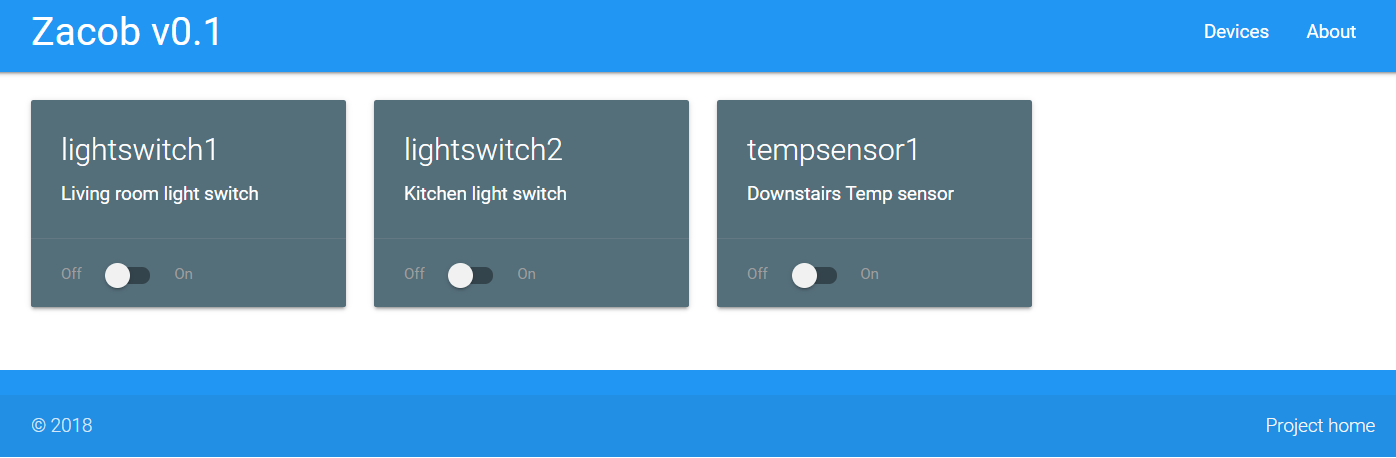 Zacob v0.1
Devices About
lightswitch1
Living room light switch
Off On
lightswitch2
Kitchen light switch
Off On
tempsensor1
Downstairs Temp sensor
Off On
© 2018
Project home